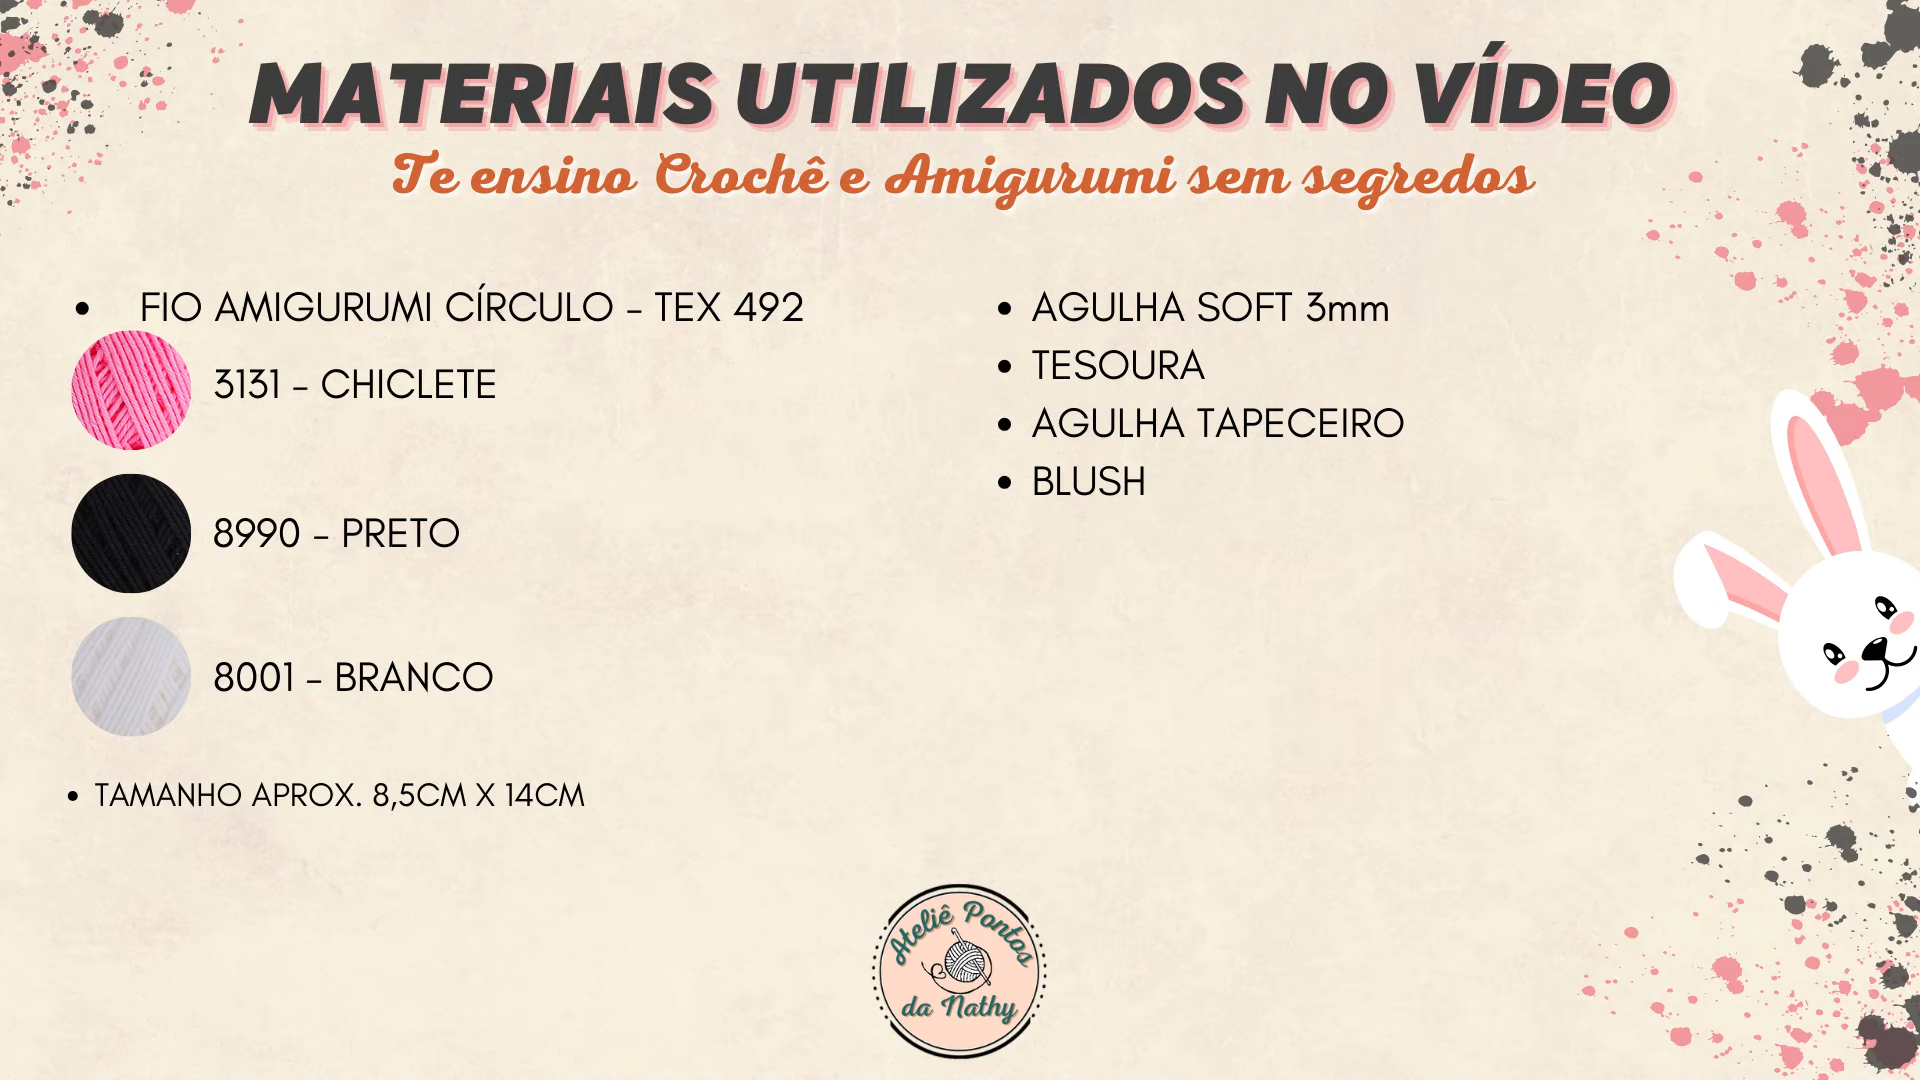 MATERIAIS UTILIZADOS NO VÍDEO
Te ensino Crochê e Amigurumi sem segredos
• FIO AMIGURUMI CÍRCULO - TEX 492
3131 - CHICLETE
8990 - PRETO
8001 - BRANCO
• TAMANHO APROX. 8,5CM X 14CM
• AGULHA SOFT 3mm
• TESOURA
• AGULHA TAPECEIRO
• BLUSH
Ateliê Pontos
da Nathy